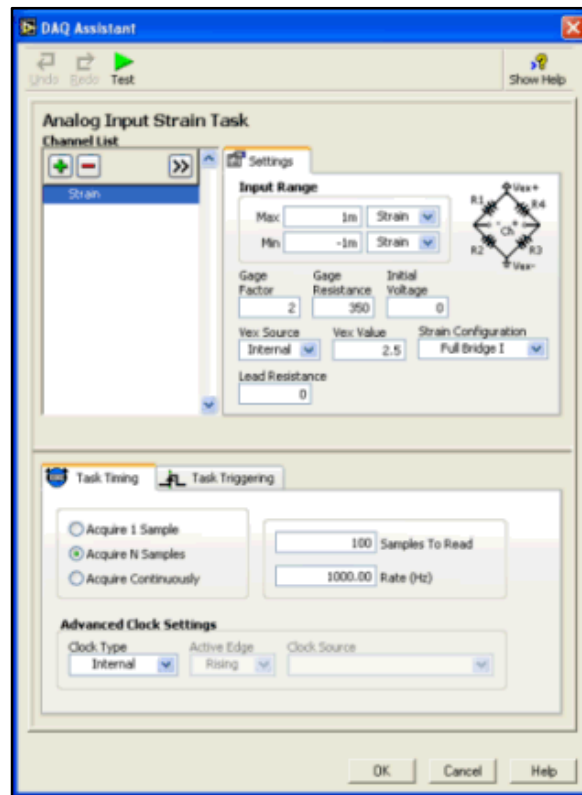 DAQ Assistant
Undo Redo Test
Show Help
Analog Input Strain Task
Channel List
Strain
Settings
Input Range
Max 1m Strain
Min -1m Strain
R1 Vex+ R4
Ch
R2 R3
Vex-
Gage Factor Gage Resistance Initial Voltage
2 350 0
Vex Source Vex Value Strain Configuration
Internal 2.5 Full Bridge I
Lead Resistance
0
Task Timing Task Triggering
Acquire 1 Sample
Acquire N Samples
Acquire Continuously
100 Samples To Read
1000.00 Rate (Hz)
Advanced Clock Settings
Clock Type Active Edge Clock Source
Internal Rising
OK Cancel Help